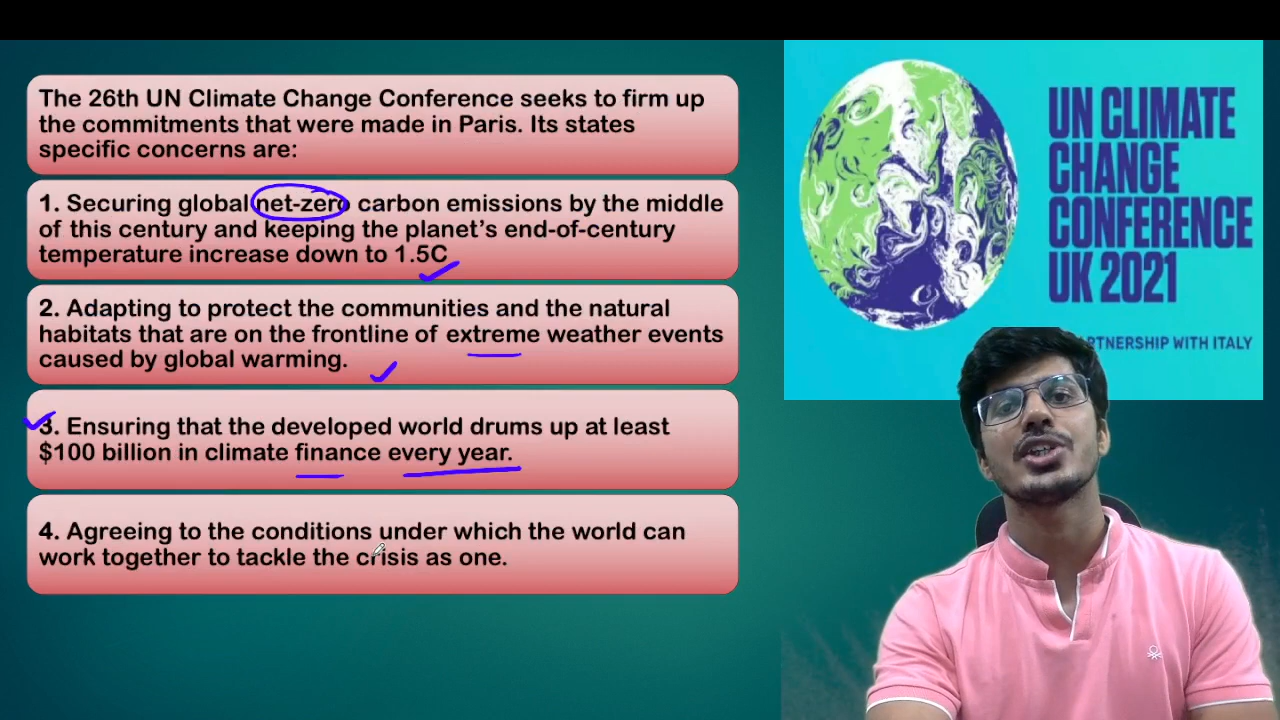 The 26th UN Climate Change Conference seeks to firm up
the commitments that were made in Paris. Its states
specific concerns are:
1. Securing global net-zero carbon emissions by the middle
of this century and keeping the planet's end-of-century
temperature increase down to 1.5C
2. Adapting to protect the communities and the natural
habitats that are on the frontline of extreme weather events
caused by global warming.
3. Ensuring that the developed world drums up at least
$100 billion in climate finance every year.
4. Agreeing to the conditions under which the world can
work together to tackle the crisis as one.
UN CLIMATE
CHANGE
CONFERENCE
UK 2021
RTNERSHIP WITH ITALY